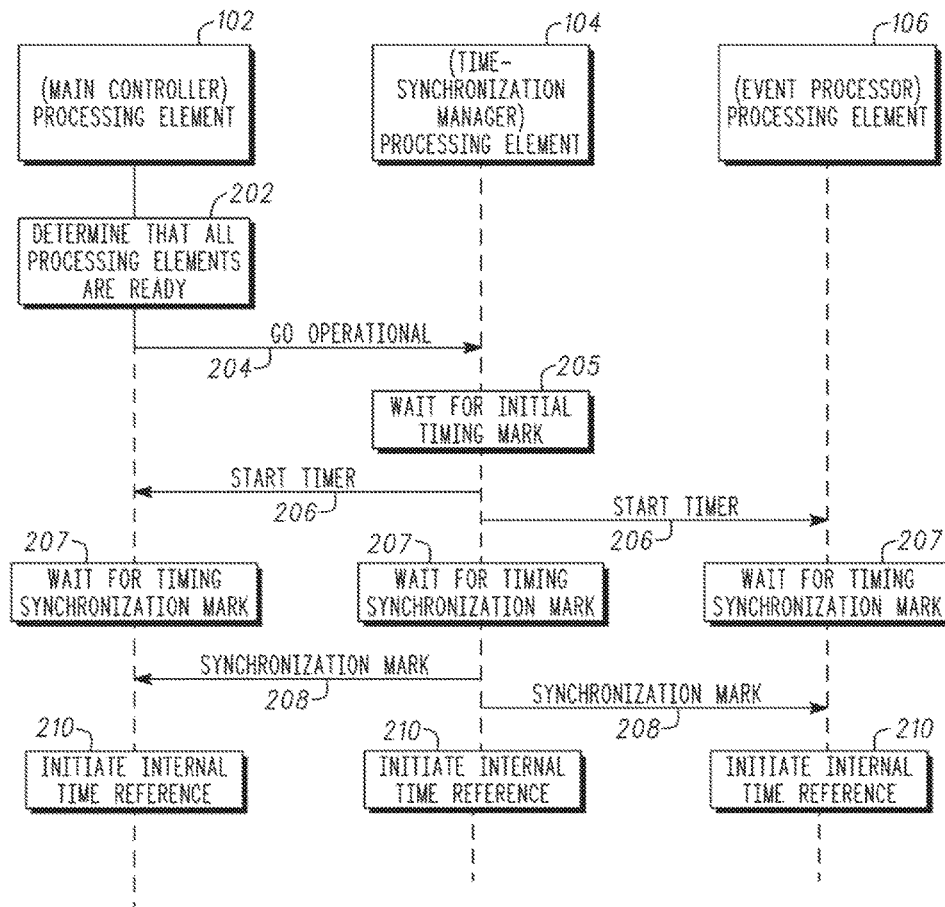 102
104
106
(MAIN CONTROLLER)
PROCESSING ELEMENT
(TIME-
SYNCHRONIZATION
MANAGER)
PROCESSING ELEMENT
(EVENT PROCESSOR)
PROCESSING ELEMENT
202
DETERMINE THAT ALL
PROCESSING ELEMENTS
ARE READY
GO OPERATIONAL
204
205
WAIT FOR INITIAL
TIMING MARK
START TIMER
206
START TIMER
206
207
WAIT FOR TIMING
SYNCHRONIZATION MARK
207
WAIT FOR TIMING
SYNCHRONIZATION MARK
207
WAIT FOR TIMING
SYNCHRONIZATION MARK
SYNCHRONIZATION MARK
208
SYNCHRONIZATION MARK
208
210
INITIATE INTERNAL
TIME REFERENCE
210
INITIATE INTERNAL
TIME REFERENCE
210
INITIATE INTERNAL
TIME REFERENCE